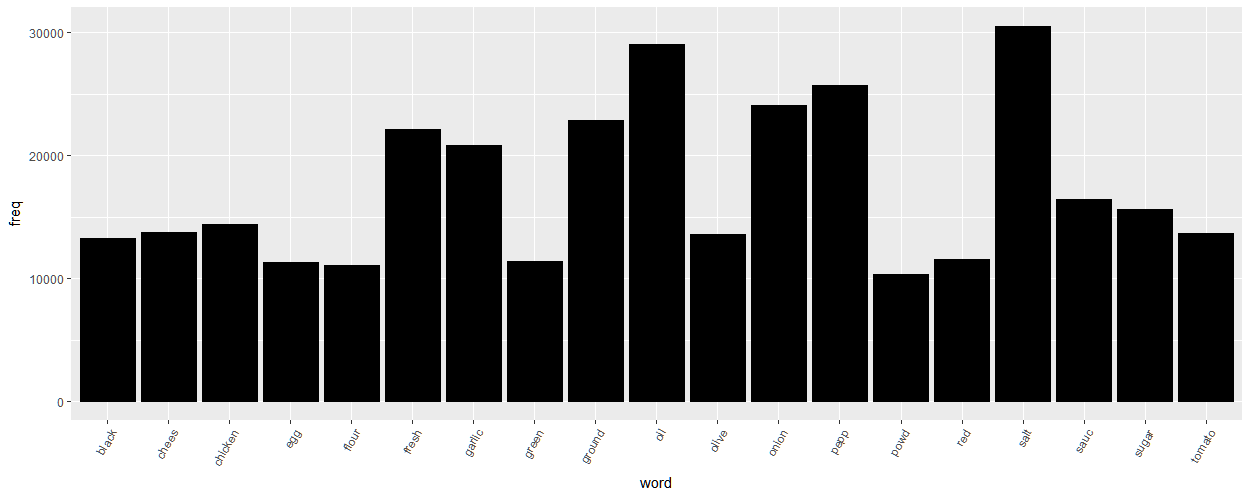 30000
20000
10000
0
freq
black
chees
chicken
egg
flour
fresh
garlic
green
ground
oil
olive
onion
pepp
powd
red
salt
sauc
sugar
tomato
word